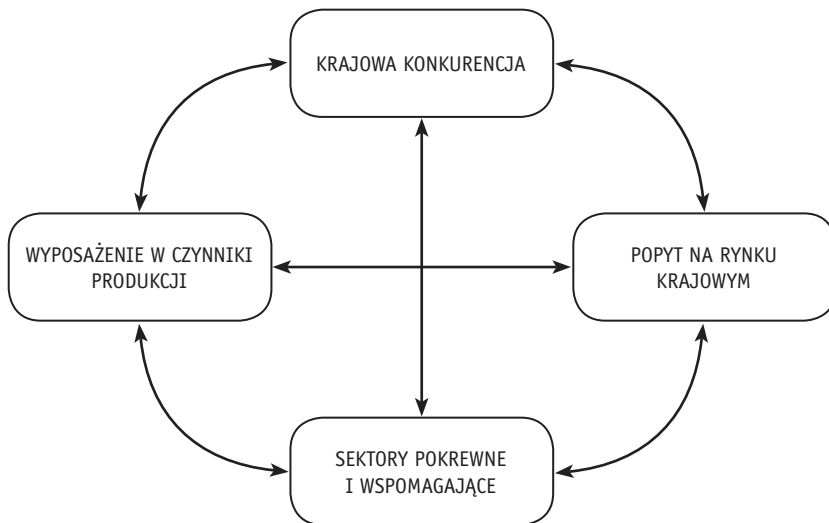 KRAJOWA KONKURENCJA
WYPOSAŻENIE W CZYNNIKI
PRODUKCJI
POPYT NA RYNKU
KRAJOWYM
SEKTORY POKREWNE
I WSPOMAGAJĄCE